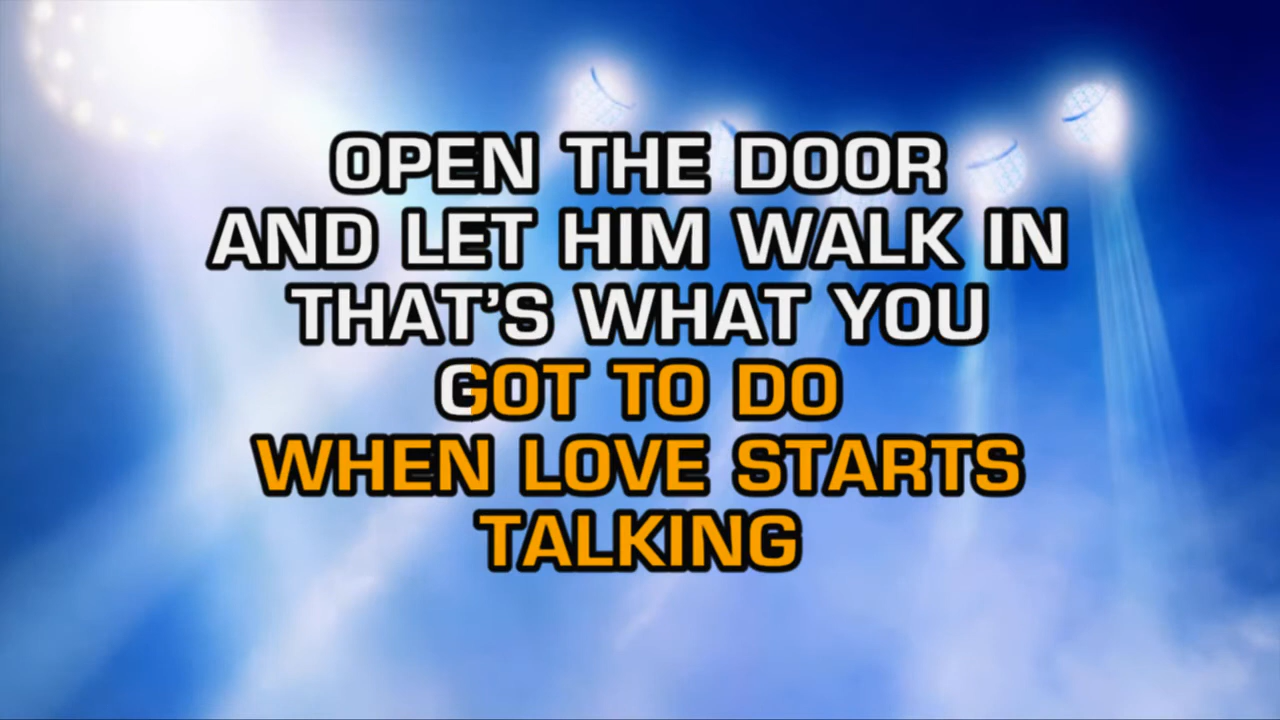 OPEN THE DOOR
AND LET HIM WALK IN
THAT’S WHAT YOU
GOT TO DO
WHEN LOVE STARTS
TALKING